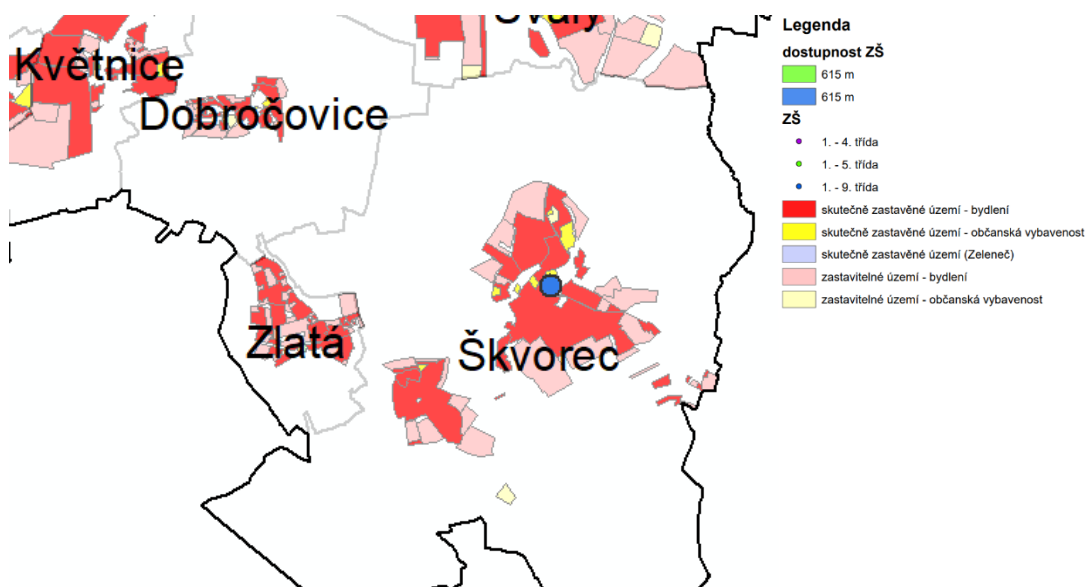 Květnice
Dobročovice
Zlatá
Škvorec
Legenda
dostupnost ZŠ
615 m
615 m
ZŠ
1. - 4. třída
1. - 5. třída
1. - 9. třída
skutečně zastavěné území - bydlení
skutečně zastavěné území - občanská vybavenost
skutečně zastavěné území (Zeleneč)
zastavitelné území - bydlení
zastavitelné území - občanská vybavenost